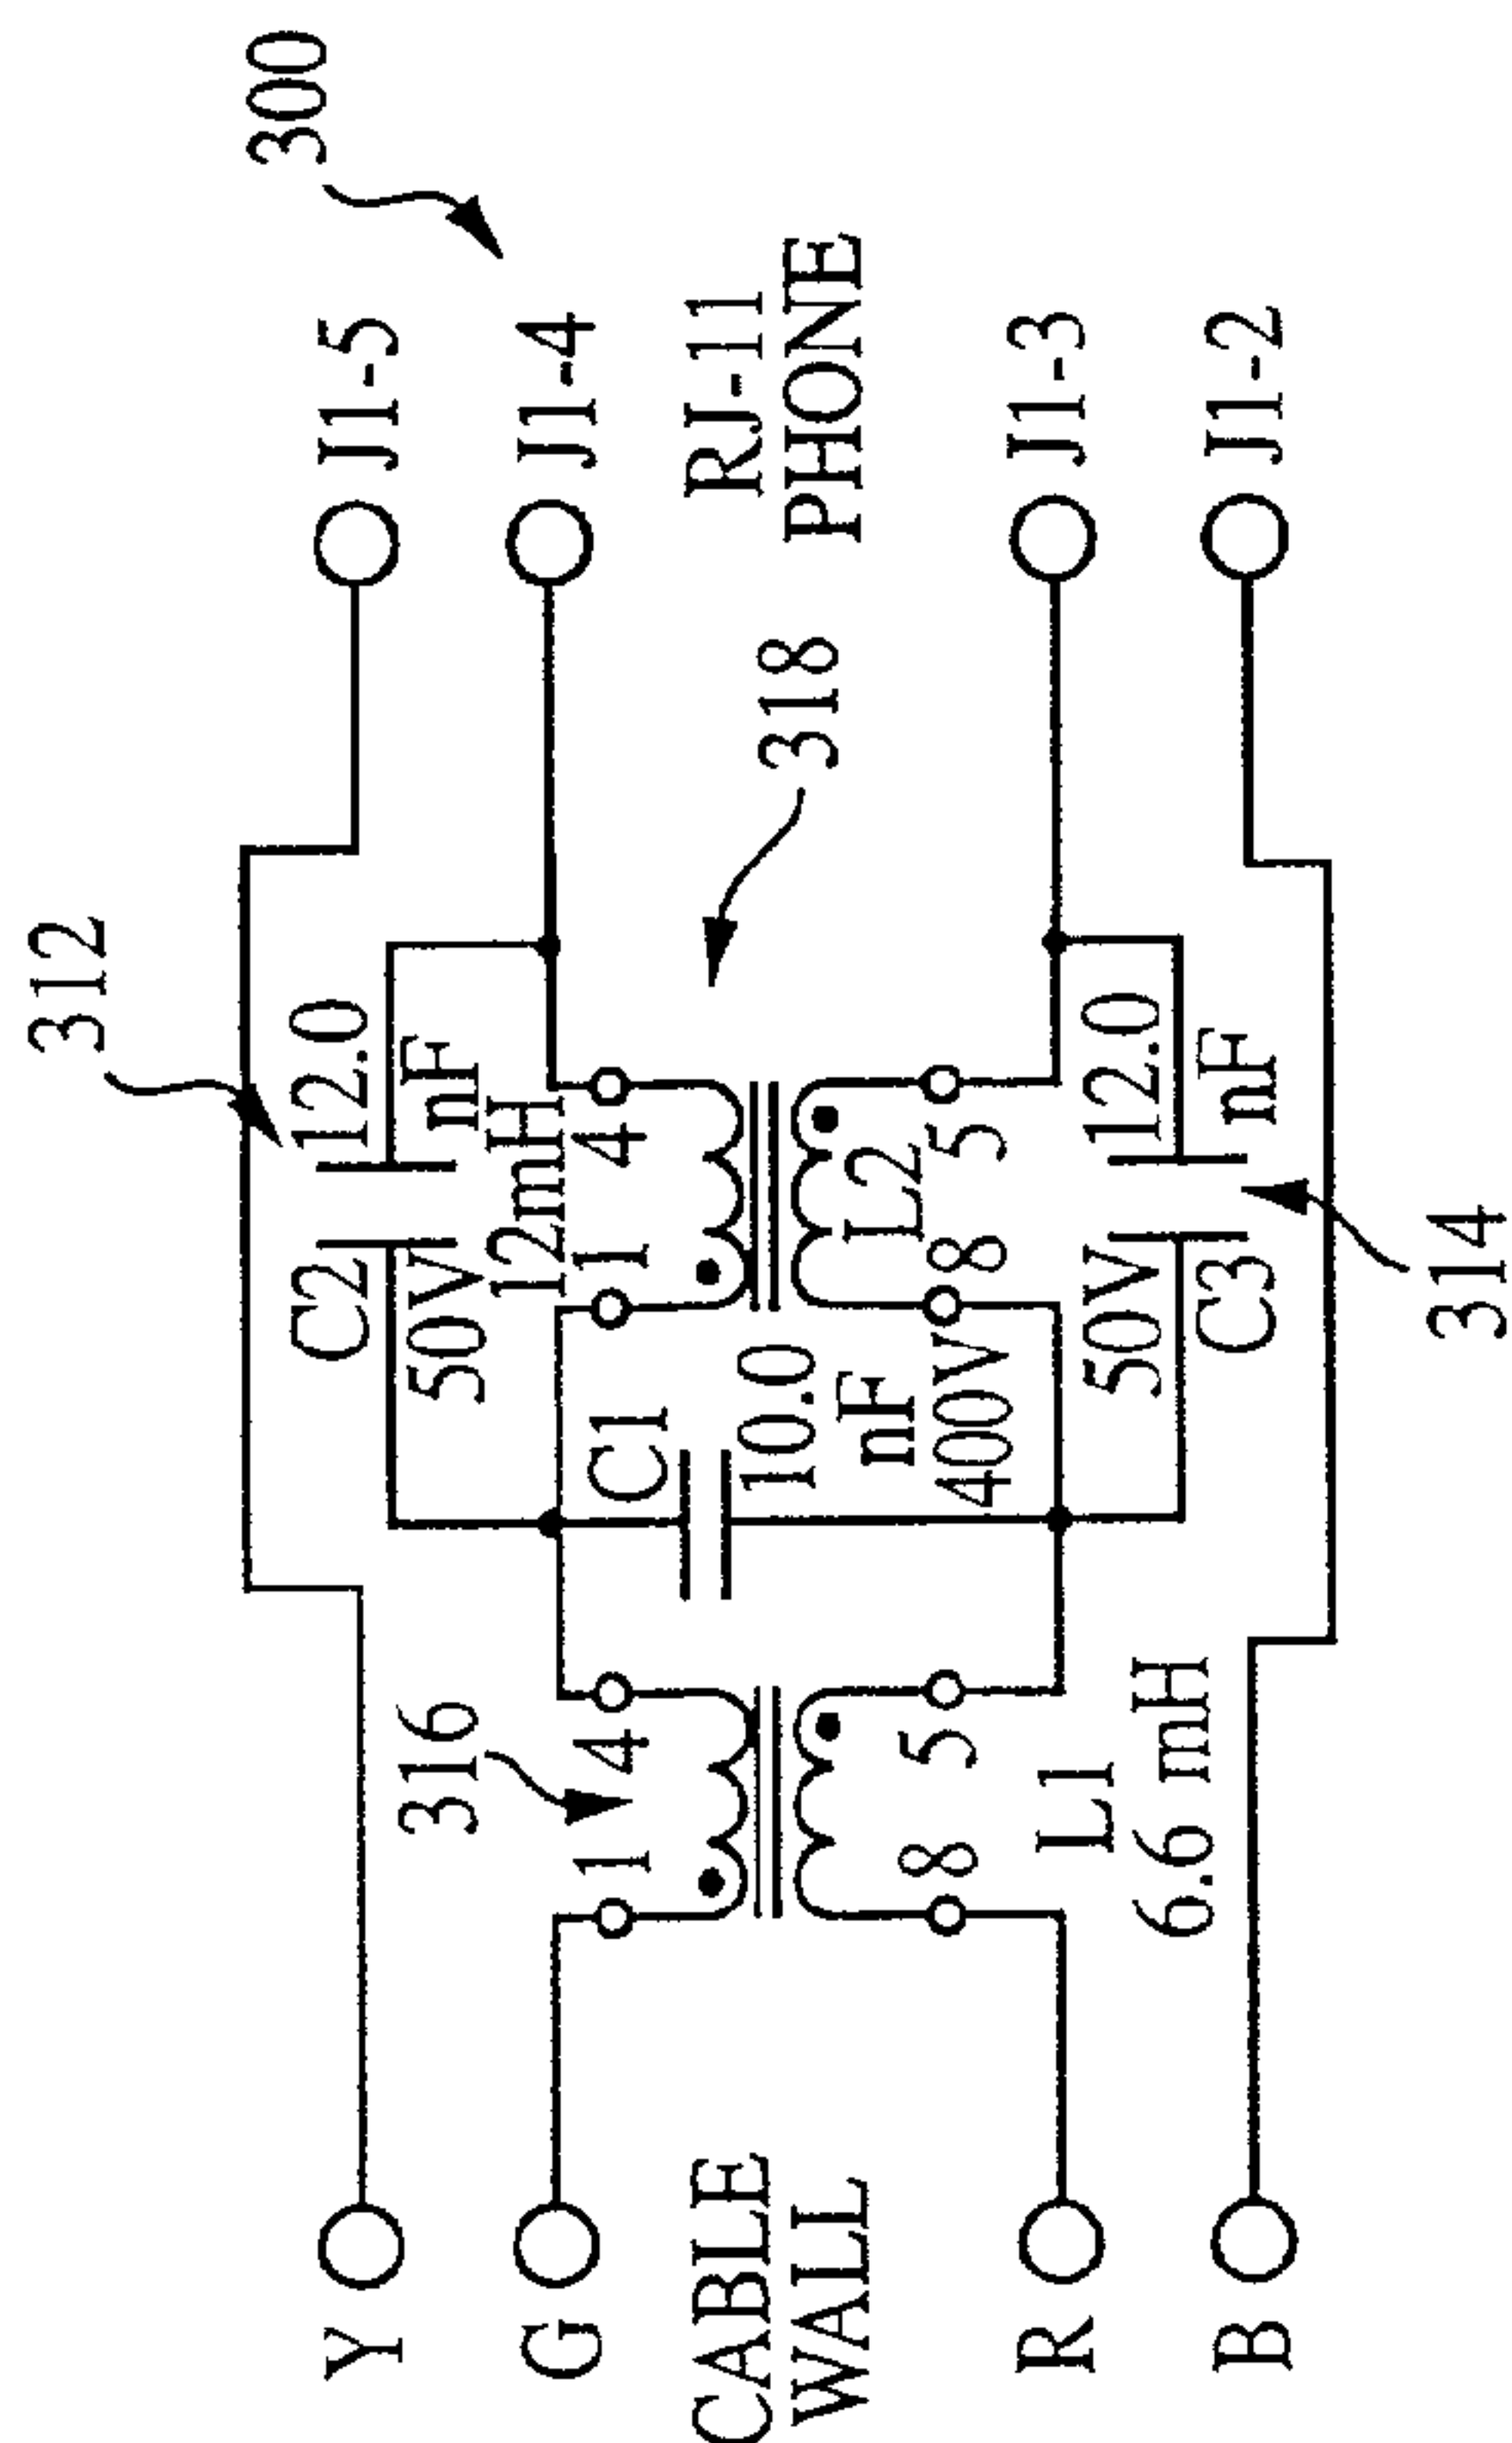 300
Y
J1-5
312
C2
12.0
50V
nF
12mH
G
J1-4
316
1
4
1
4
C1
318
CABLE
WALL
10.0
nF
400V
RJ-11
PHONE
L2
8
5
8
5
R
J1-3
L1
6.6 mH
50V
12.0
C3
nF
B
J1-2
314